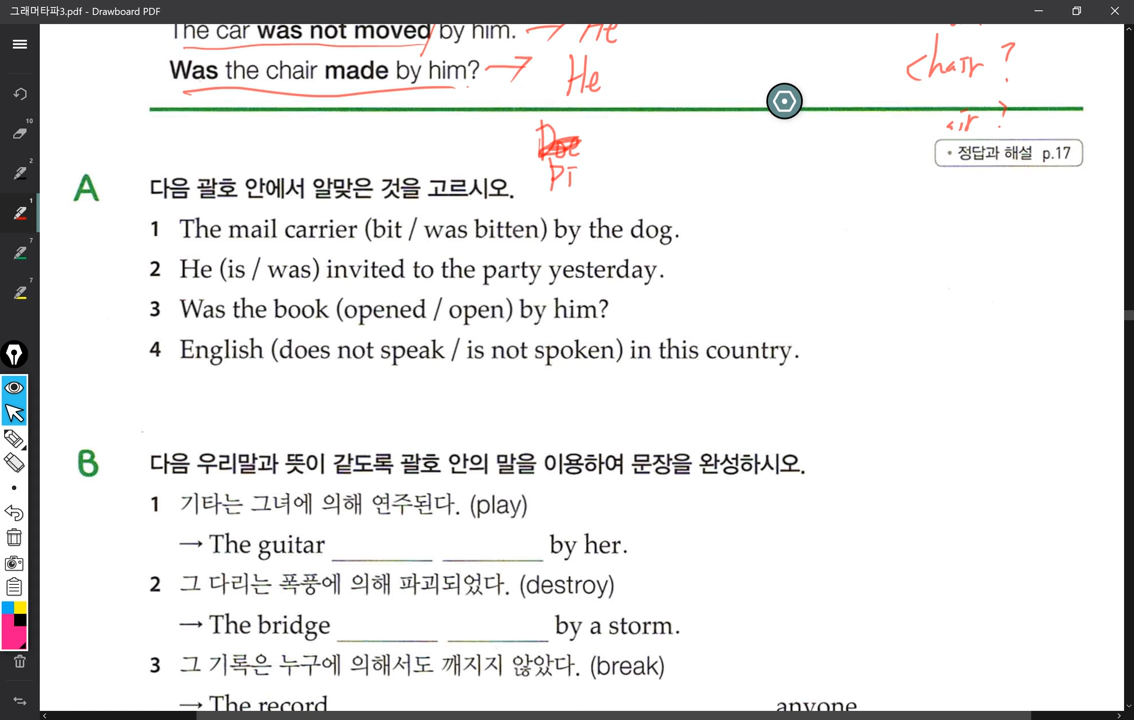 그래머타파3.pdf - Drawboard PDF
The car was not moved by him. → He
Was the chair made by him? → He
chair ?
air ?
• 정답과 해설 p.17
A 다음 괄호 안에서 알맞은 것을 고르시오.
1 The mail carrier (bit / was bitten) by the dog.
2 He (is / was) invited to the party yesterday.
3 Was the book (opened / open) by him?
4 English (does not speak / is not spoken) in this country.
B 다음 우리말과 뜻이 같도록 괄호 안의 말을 이용하여 문장을 완성하시오.
1 기타는 그녀에 의해 연주된다. (play)
→ The guitar ________ ________ by her.
2 그 다리는 폭풍에 의해 파괴되었다. (destroy)
→ The bridge ________ ________ by a storm.
3 그 기록은 누구에 의해서도 깨지지 않았다. (break)
→ The record anyone
10
2
1
7
7